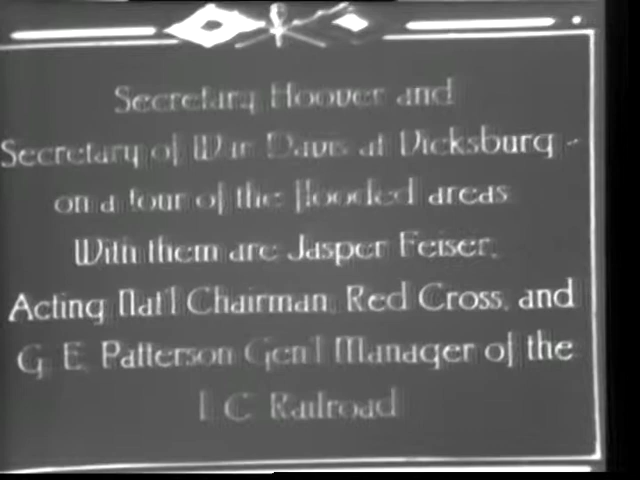 Secretary Hoover and
Secretary of War Davis at Vicksburg -
on a tour of the flooded areas
With them are Jasper Feiser,
Acting Nat'l Chairman, Red Cross, and
G. E. Patterson Gen'l Manager of the
I. C. Railroad